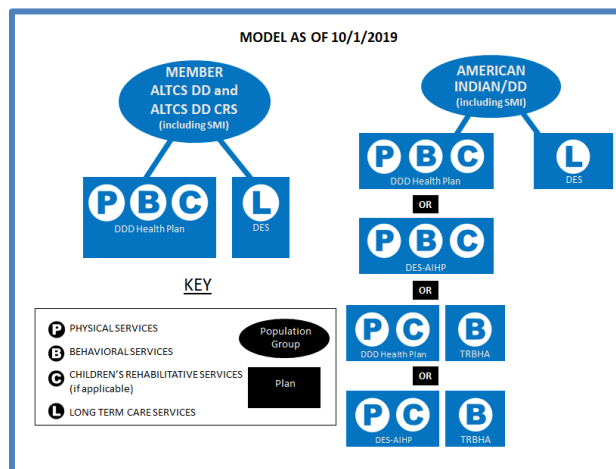 MODEL AS OF 10/1/2019
MEMBER
ALTCS DD and
ALTCS DD CRS
(including SMI)
P B C
DDD Health Plan
L
DES
AMERICAN
INDIAN/DD
(including SMI)
P B C
DDD Health Plan
L
DES
OR
P B C
DES-AIHP
OR
P C
DDD Health Plan
B
TRBHA
OR
P C
DES-AIHP
B
TRBHA
KEY
P PHYSICAL SERVICES
B BEHAVIORAL SERVICES
C CHILDREN'S REHABILITATIVE SERVICES
(if applicable)
L LONG TERM CARE SERVICES
Population
Group
Plan